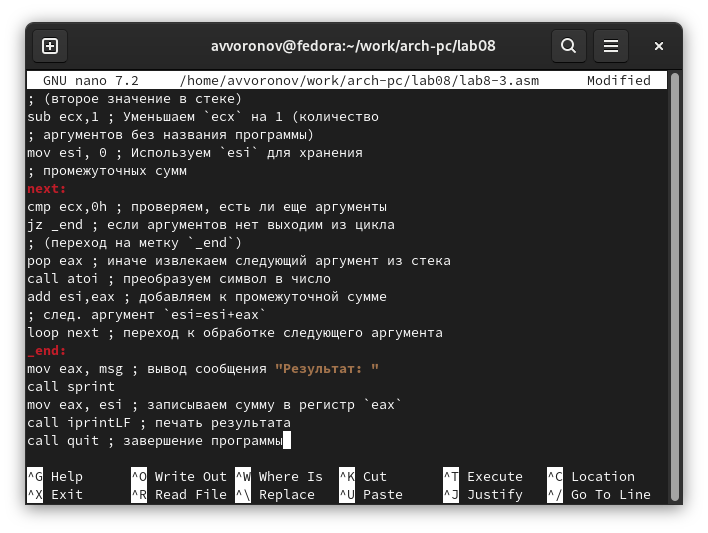 avvoronov@fedora:~/work/arch-pc/lab08
GNU nano 7.2 /home/avvoronov/work/arch-pc/lab08/lab8-3.asm Modified
; (второе значение в стеке)
sub ecx,1 ; Уменьшаем `ecx` на 1 (количество
; аргументов без названия программы)
mov esi, 0 ; Используем `esi` для хранения
; промежуточных сумм
next:
cmp ecx,0h ; проверяем, есть ли еще аргументы
jz _end ; если аргументов нет выходим из цикла
; (переход на метку `_end`)
pop eax ; иначе извлекаем следующий аргумент из стека
call atoi ; преобразуем символ в число
add esi,eax ; добавляем к промежуточной сумме
; след. аргумент `esi=esi+eax`
loop next ; переход к обработке следующего аргумента
_end:
mov eax, msg ; вывод сообщения "Результат: "
call sprint
mov eax, esi ; записываем сумму в регистр `eax`
call iprintLF ; печать результата
call quit ; завершение программы
^G Help ^O Write Out ^W Where Is ^K Cut ^T Execute ^C Location
^X Exit ^R Read File ^\ Replace ^U Paste ^J Justify ^/ Go To Line